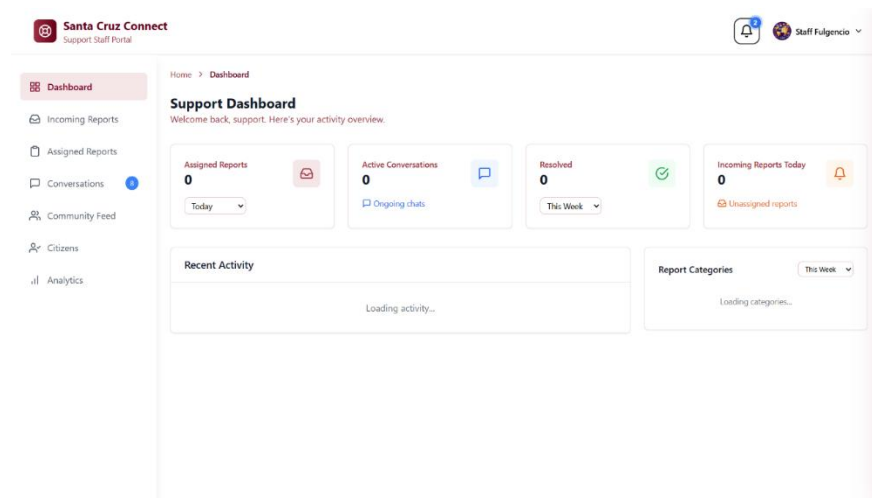 Santa Cruz Connect
Support Staff Portal
2
Staff Fulgencio
Dashboard
Incoming Reports
Assigned Reports
Conversations
8
Community Feed
Citizens
Analytics
Home > Dashboard
Support Dashboard
Welcome back, support. Here's your activity overview.
Assigned Reports
0
Today
Active Conversations
0
Ongoing chats
Resolved
0
This Week
Incoming Reports Today
0
Unassigned reports
Recent Activity
Loading activity...
Report Categories
This Week
Loading categories...